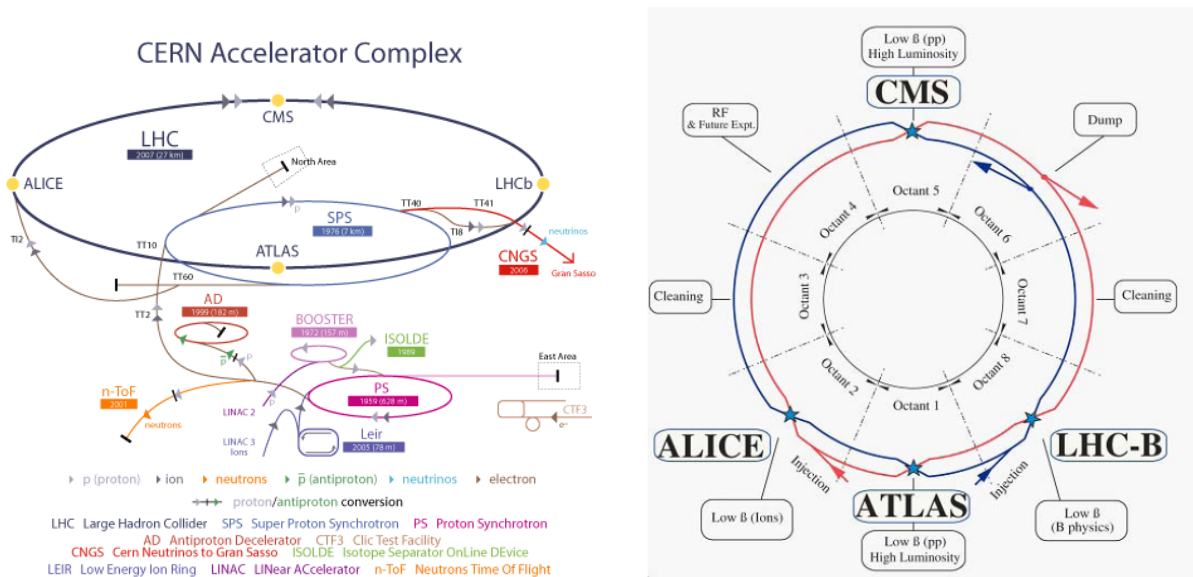 CERN Accelerator Complex
CMS
LHC
2007 (27 km)
North Area
ALICE
LHCb
TT40
TT41
SPS
1976 (7 km)
p
TI2
TT10
TI8
neutrinos
ATLAS
CNGS
2006
Gran Sasso
TT60
AD
1999 (182 m)
TT2
BOOSTER
1972 (157 m)
ISOLDE
1989
p
p̅
East Area
n-ToF
2001
PS
1959 (628 m)
LINAC 2
p
neutrons
CTF3
e-
LINAC 3
Ions
Leir
2005 (78 m)
p (proton)
ion
neutrons
p̅ (antiproton)
neutrinos
electron
proton/antiproton conversion
LHC Large Hadron Collider SPS Super Proton Synchrotron PS Proton Synchrotron
AD Antiproton Decelerator CTF3 Clic Test Facility
CNGS Cern Neutrinos to Gran Sasso ISOLDE Isotope Separator OnLine DEvice
LEIR Low Energy Ion Ring LINAC LINear ACcelerator n-ToF Neutrons Time Of Flight
Low ß (pp)
High Luminosity
CMS
RF
& Future Expt.
Dump
Octant 5
Octant 4
Octant 6
Cleaning
Octant 3
Octant 7
Cleaning
Octant 2
Octant 8
Octant 1
ALICE
LHC-B
Injection
Injection
ATLAS
Low ß (Ions)
Low ß
(B physics)
Low ß (pp)
High Luminosity